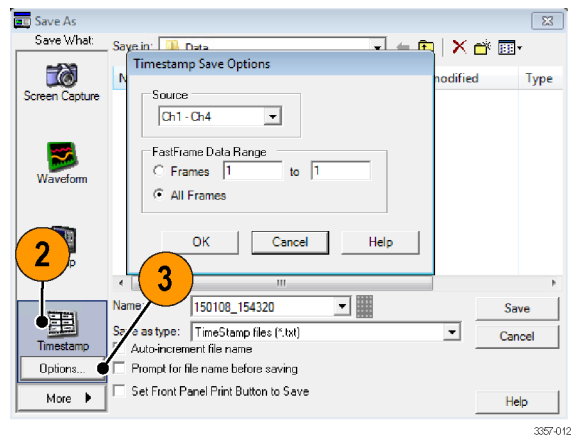 Save As
Save What:
Save in:
Data
Timestamp Save Options
modified
Type
Screen Capture
Source
Ch1 - Ch4
FastFrame Data Range
Frames 1 to 1
All Frames
Waveform
OK
Cancel
Help
2
3
Name:
150108_154320
Save
Save as type:
TimeStamp files (*.txt)
Cancel
Timestamp
Auto-increment file name
Options...
Prompt for file name before saving
More
Set Front Panel Print Button to Save
Help
3357-012